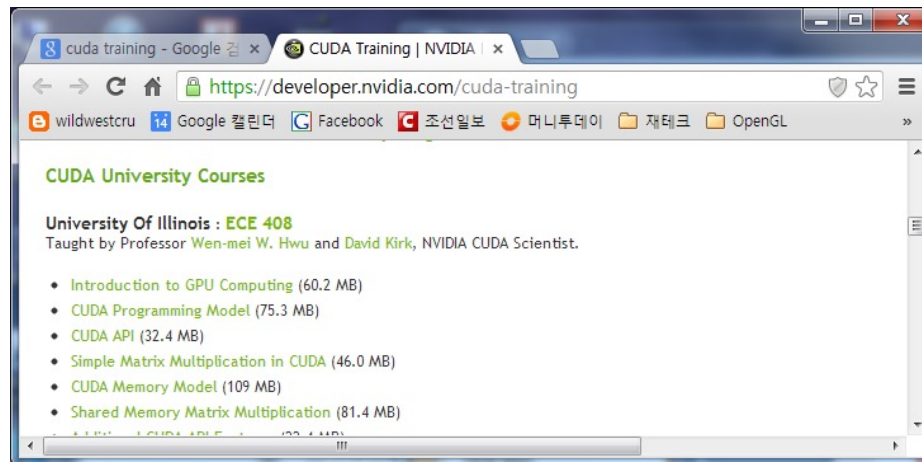 cuda training - Google 검
CUDA Training | NVIDIA
https://developer.nvidia.com/cuda-training
wildwestcru 14 Google 캘린더 Facebook 조선일보 머니투데이 재테크 OpenGL »
CUDA University Courses
University Of Illinois : ECE 408
Taught by Professor Wen-mei W. Hwu and David Kirk, NVIDIA CUDA Scientist.
• Introduction to GPU Computing (60.2 MB)
• CUDA Programming Model (75.3 MB)
• CUDA API (32.4 MB)
• Simple Matrix Multiplication in CUDA (46.0 MB)
• CUDA Memory Model (109 MB)
• Shared Memory Matrix Multiplication (81.4 MB)